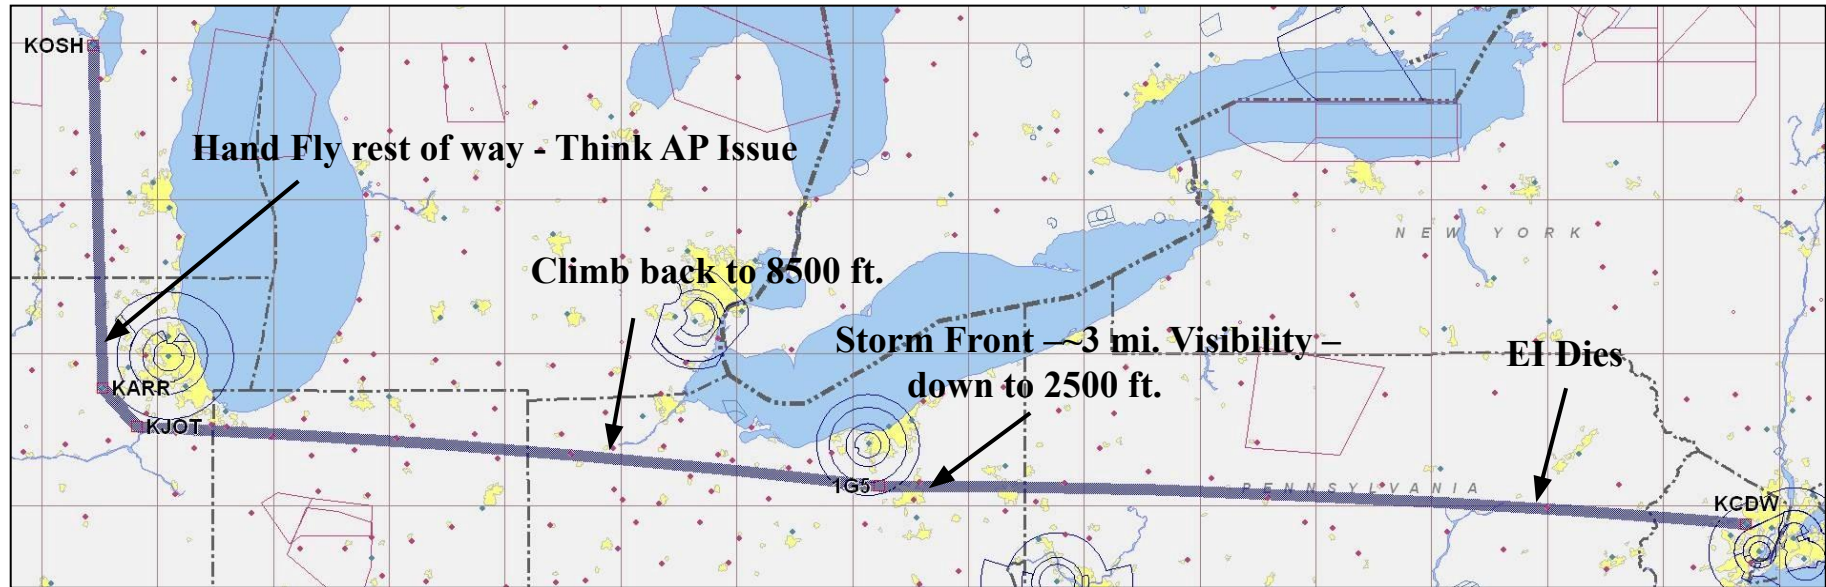 KOSH
Hand Fly rest of way - Think AP Issue
NEW YORK
Climb back to 8500 ft.
Storm Front —~3 mi. Visibility –
down to 2500 ft.
EI Dies
KARR
KJOT
1G5
PENNSYLVANIA
KCDW